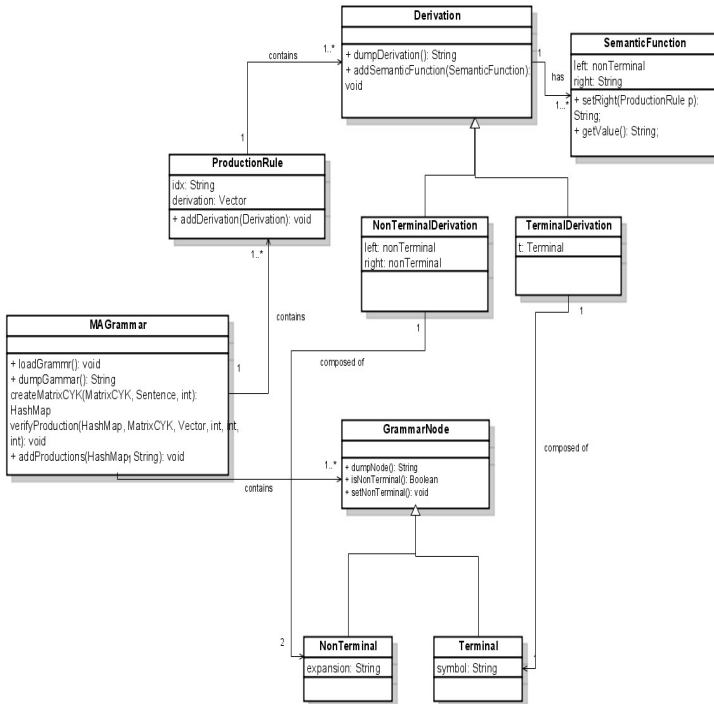 Derivation
+ dumpDerivation(): String
+ addSemanticFunction(SemanticFunction):
void
contains
1..*
1
1
has
1...*
SemanticFunction
left: nonTerminal
right: String
+ setRight(ProductionRule p):
String;
+ getValue(): String;
ProductionRule
idx: String
derivation: Vector
+ addDerivation(Derivation): void
1..*
NonTerminalDerivation
left: nonTerminal
right: nonTerminal
TerminalDerivation
t: Terminal
1
1
contains
composed of
MAGrammar
+ loadGrammr(): void
+ dumpGammar(): String
createMatrixCYK(MatrixCYK, Sentence, int):
HashMap
verifyProduction(HashMap, MatrixCYK, Vector, int, int,
int): void
+ addProductions(HashMap, String): void
1
1
contains
1..*
GrammarNode
+ dumpNode(): String
+ isNonTerminal(): Boolean
+ setNonTerminal(): void
composed of
2
NonTerminal
expansion: String
Terminal
symbol: String